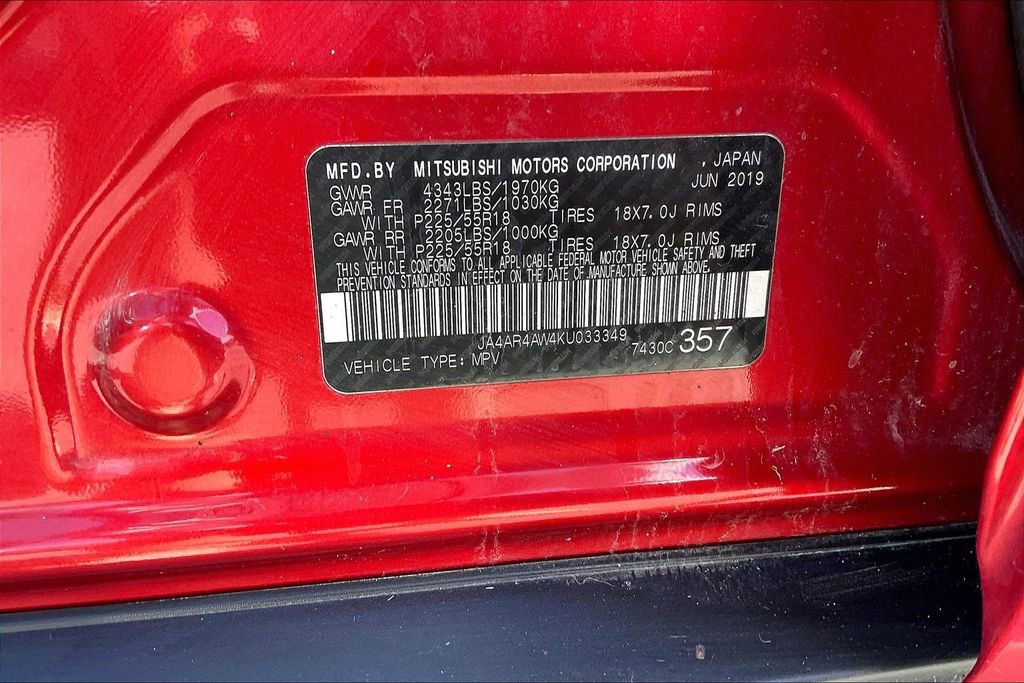 MFD.BY MITSUBISHI MOTORS CORPORATION , JAPAN
GVWR 4343LBS/1970KG JUN 2019
GAWR FR 2271LBS/1030KG
WITH P225/55R18 TIRES 18X7.0J RIMS
GAWR RR 2205LBS/1000KG
WITH P225/55R18 TIRES 18X7.0J RIMS
THIS VEHICLE CONFORMS TO ALL APPLICABLE FEDERAL MOTOR VEHICLE SAFETY AND THEFT
PREVENTION STANDARDS IN EFFECT ON THE DATE OF MANUFACTURE SHOWN ABOVE.
JA4AR4AW4KU033349
VEHICLE TYPE: MPV 7430C 357